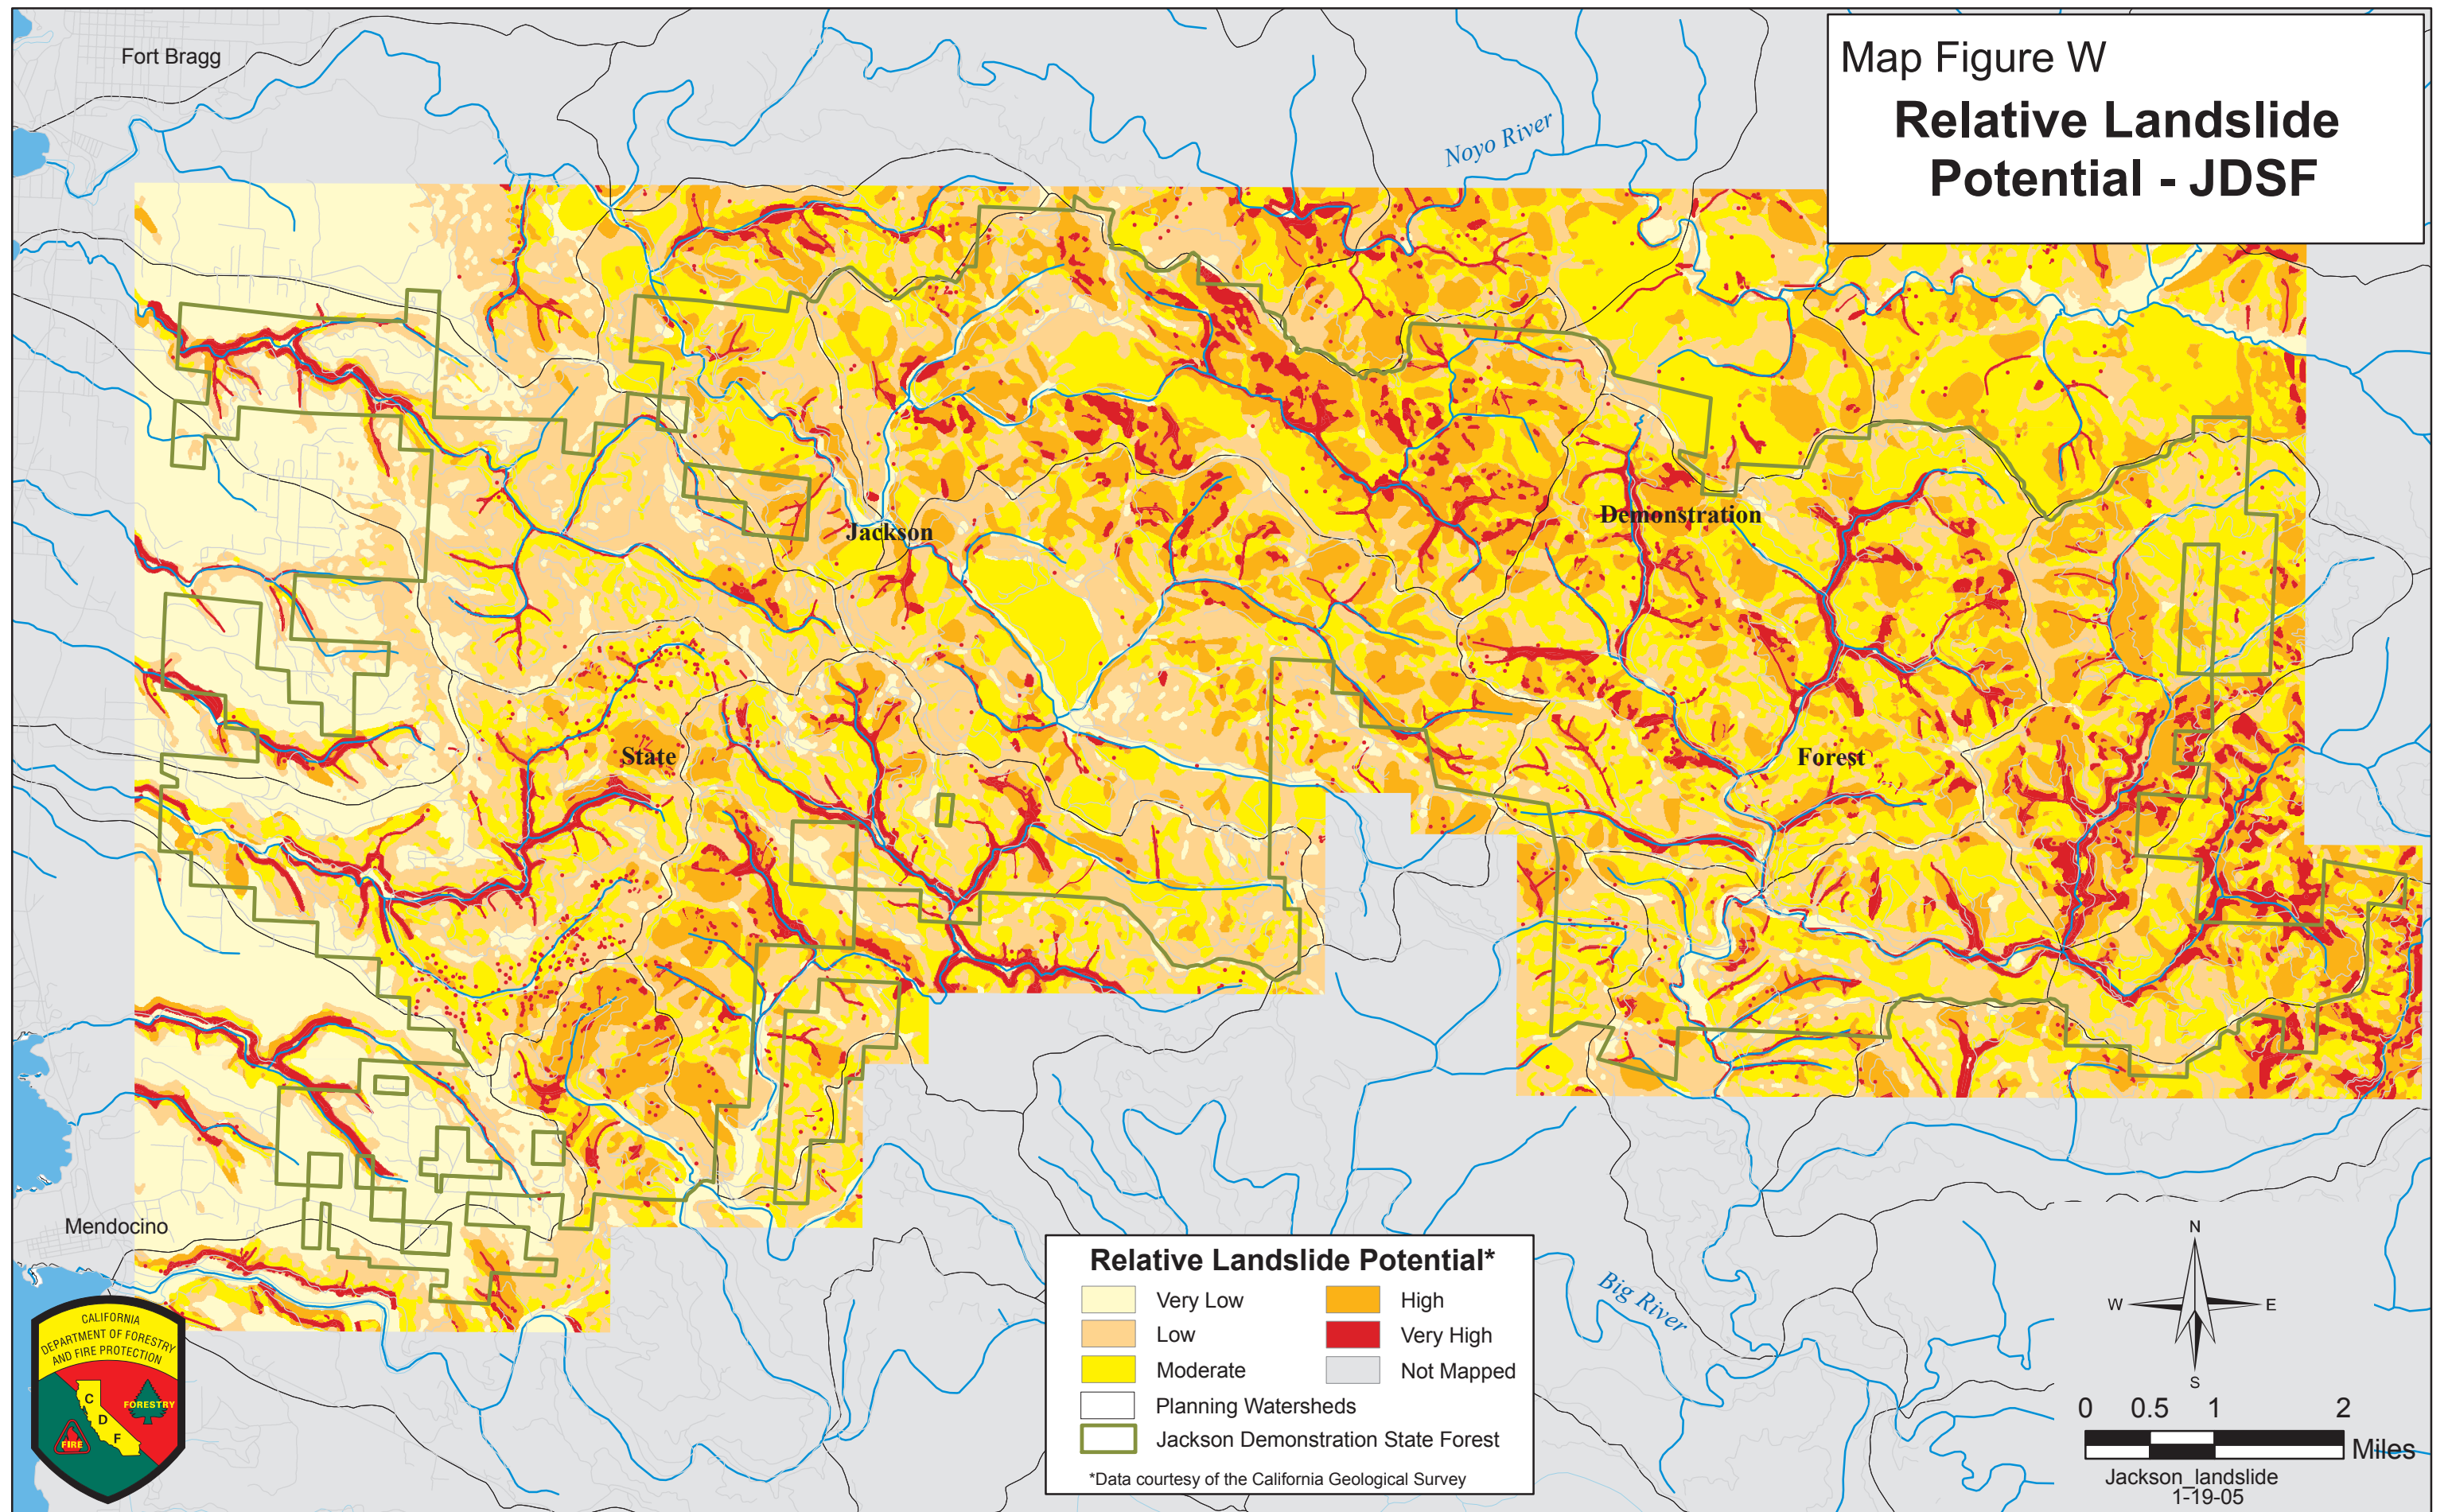 Fort Bragg
Map Figure W
Relative Landslide
Potential - JDSF
Noyo River
Jackson
Demonstration
State
Forest
Mendocino
Big River
Relative Landslide Potential*
Very Low
High
Low
Very High
Moderate
Not Mapped
Planning Watersheds
Jackson Demonstration State Forest
*Data courtesy of the California Geological Survey
N
W
E
S
0 0.5 1 2
Miles
Jackson_landslide
1-19-05
CALIFORNIA
DEPARTMENT OF FORESTRY
AND FIRE PROTECTION
C
D
F
FORESTRY
FIRE